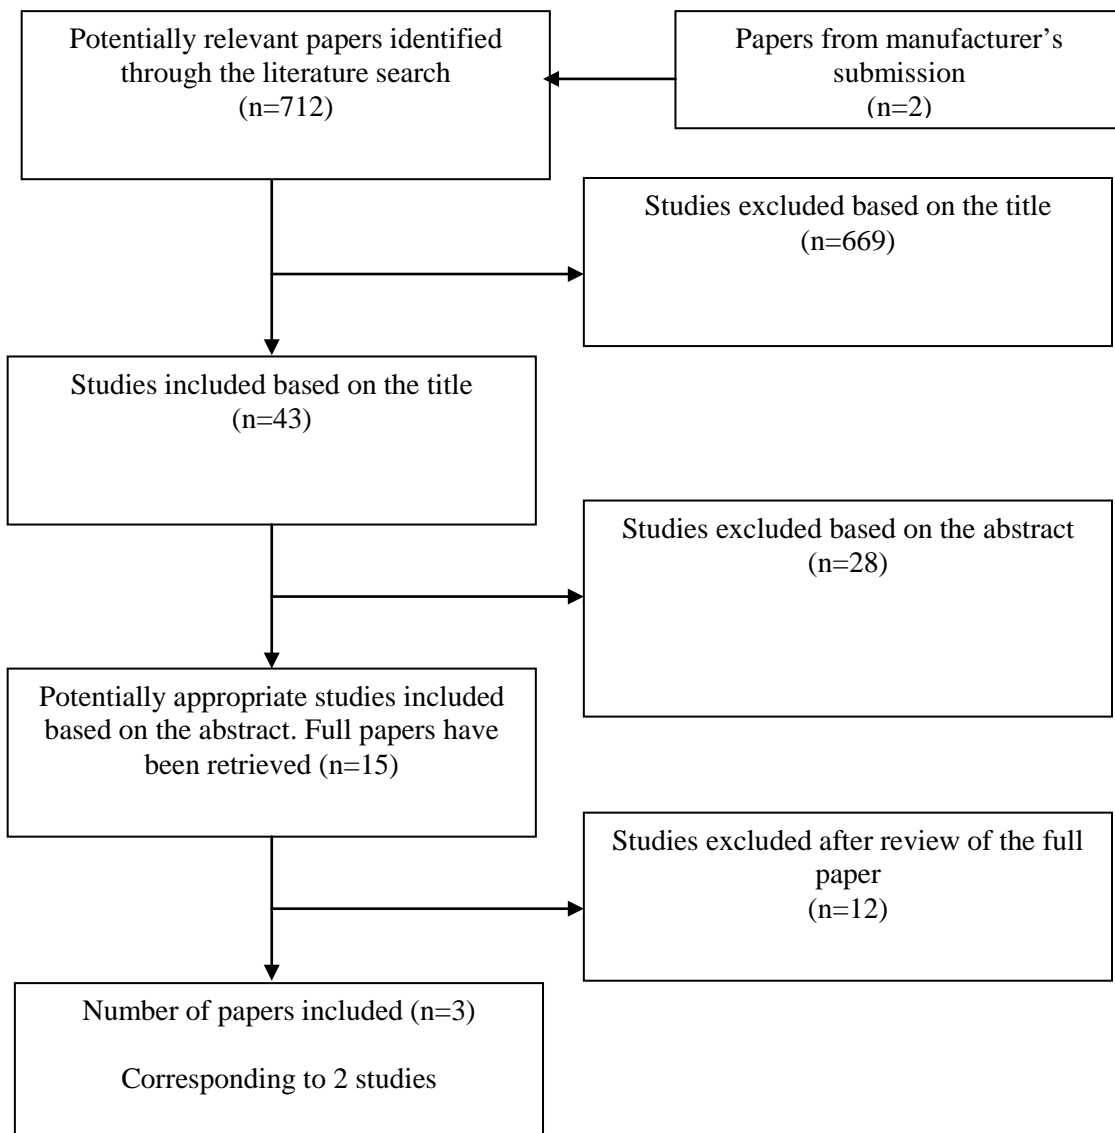 Potentially relevant papers identified
through the literature search
(n=712)
Papers from manufacturer’s
submission
(n=2)
Studies excluded based on the title
(n=669)
Studies included based on the title
(n=43)
Studies excluded based on the abstract
(n=28)
Potentially appropriate studies included
based on the abstract. Full papers have
been retrieved (n=15)
Studies excluded after review of the full
paper
(n=12)
Number of papers included (n=3)
Corresponding to 2 studies